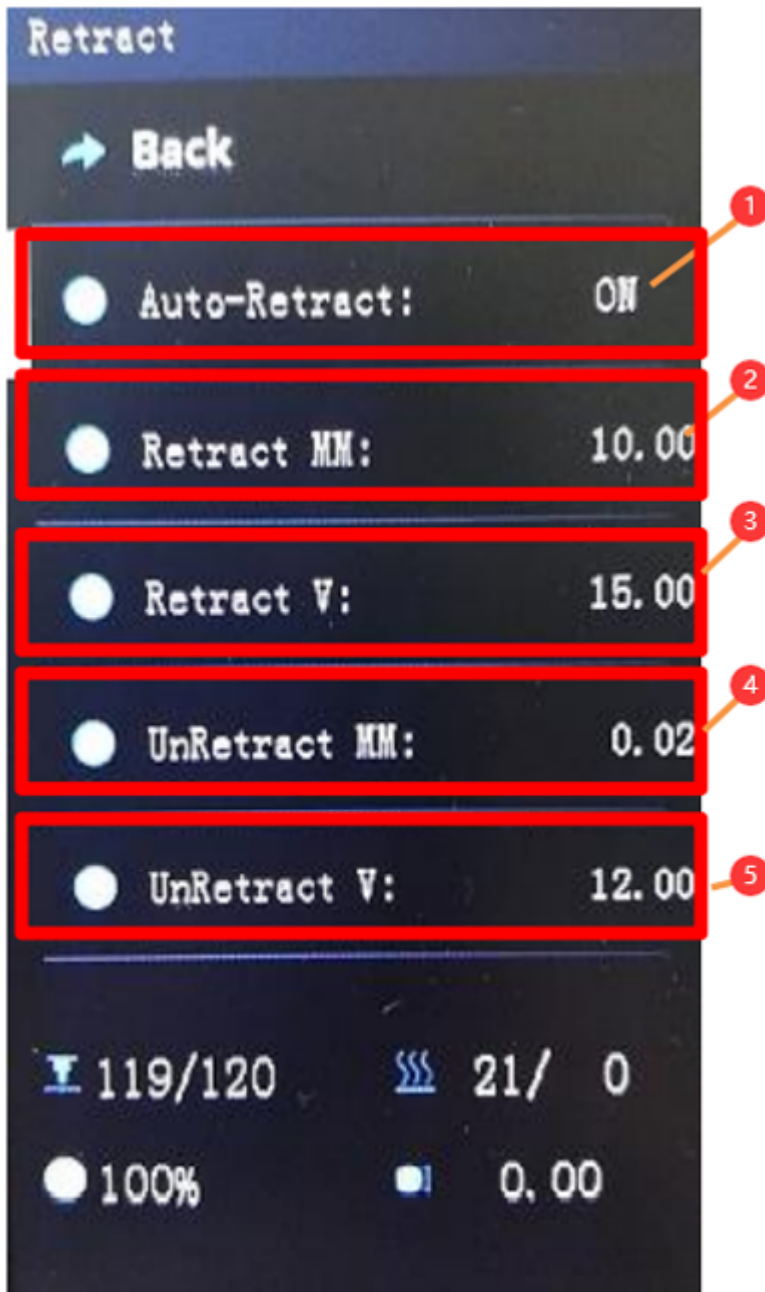 Retract
Back
1
Auto-Retract: ON
2
Retract MM: 10.00
3
Retract V: 15.00
4
UnRetract MM: 0.02
UnRetract V: 12.00
5
119/120 21/ 0
100% 0.00